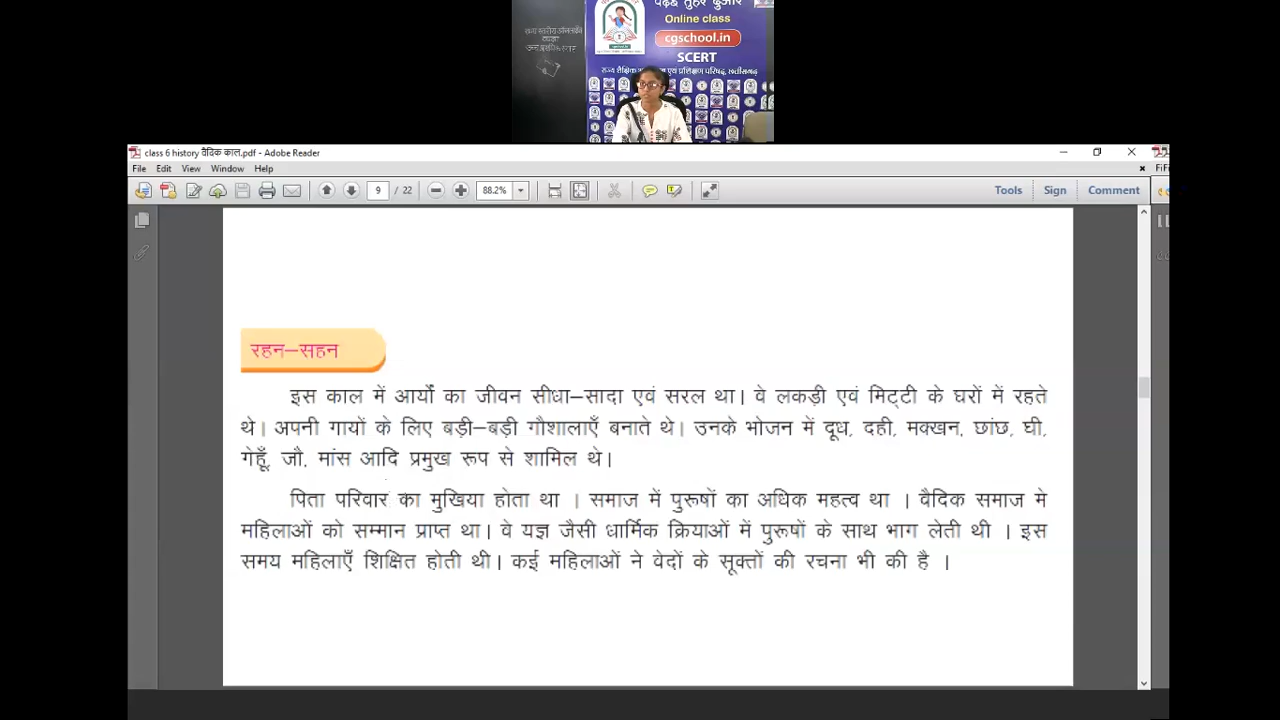 पढ़ई तुहर दुआर
Online class
cgschool.in
SCERT
class 6 history वैदिक काल.pdf - Adobe Reader
File Edit View Window Help
9 / 22 88.2% Tools Sign Comment
रहन–सहन
इस काल में आर्यों का जीवन सीधा–सादा एवं सरल था। वे लकड़ी एवं मिट्टी के घरों में रहते
थे। अपनी गायों के लिए बड़ी–बड़ी गौशालाएँ बनाते थे। उनके भोजन में दूध, दही, मक्खन, छांछ, घी,
गेहूँ, जौ, मांस आदि प्रमुख रूप से शामिल थे।
पिता परिवार का मुखिया होता था । समाज में पुरूषों का अधिक महत्व था । वैदिक समाज मे
महिलाओं को सम्मान प्राप्त था। वे यज्ञ जैसी धार्मिक क्रियाओं में पुरूषों के साथ भाग लेती थी । इस
समय महिलाएँ शिक्षित होती थी। कई महिलाओं ने वेदों के सूक्तों की रचना भी की है ।